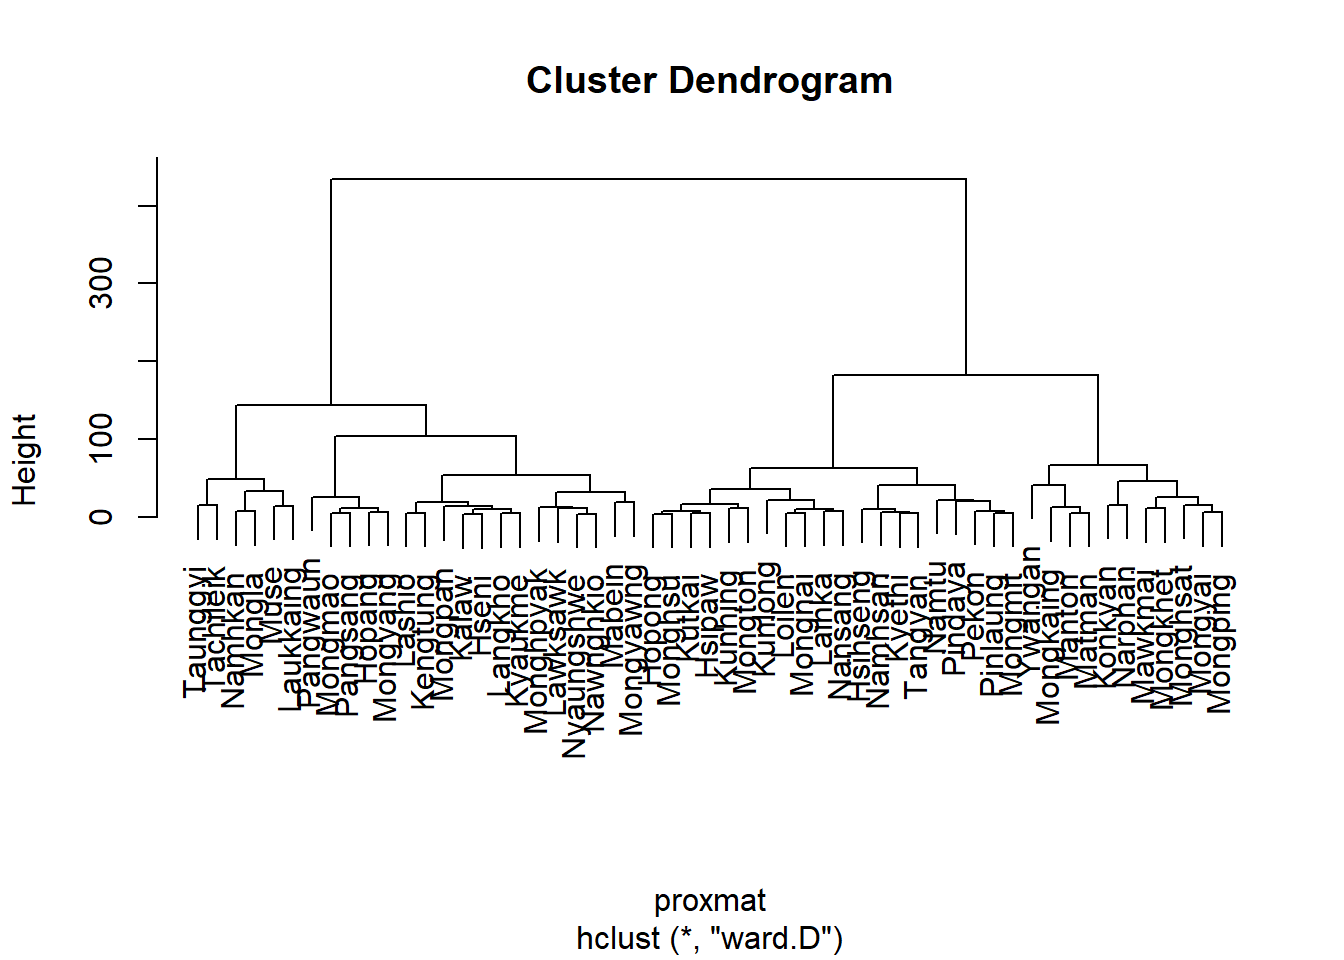 Cluster Dendrogram
Height
0
100
300
Taunggyi
Tachileik
Namhkan
Mongla
Muse
Laukkaing
Pangwaun
Mongmao
Pangsang
Hopang
Mongyang
Lashio
Kengtung
Mongpan
Kalaw
Hseni
Langkho
Kyaukme
Monghpyak
Lawksawk
Nyaungshwe
Nawnghkio
Mabein
Mongyawng
Hopong
Monghsu
Kutkai
Hsipaw
Kunhing
Mongton
Kunlong
Loilen
Mongnai
Laihka
Nansang
Hsihseng
Namhsan
Kyethi
Tangyan
Namtu
Pindaya
Pekon
Pinlaung
Mongmit
Ywangan
Mongkaing
Manton
Matman
Konkyan
Narphan
Mawkmai
Mongkhet
Monghsat
Mongyai
Mongping
proxmat
hclust (*, "ward.D")